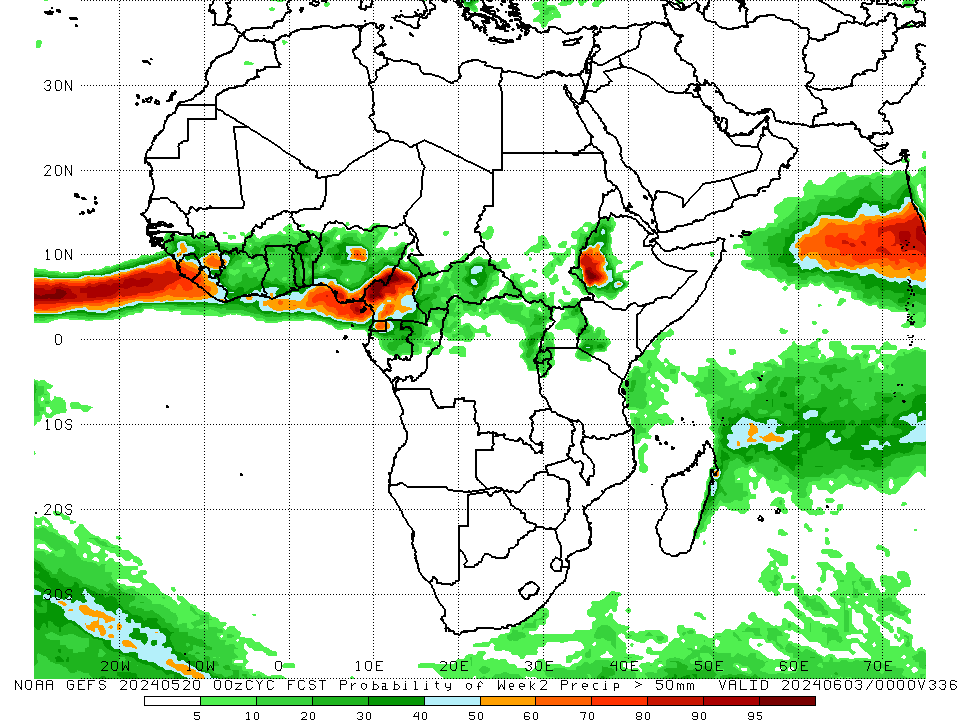 30N
20N
10N
0
10S
20S
30S
20W 10W 0 10E 20E 30E 40E 50E 60E 70E
NOAA GEFS 20240520 00zCYC FCST Probability of Week2 Precip > 50mm VALID 20240603/0000V336
5 10 20 30 40 50 60 70 80 90 95